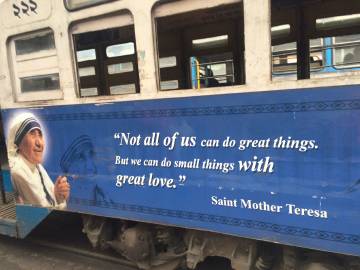 ২২২
“Not all of us can do great things.
But we can do small things with
great love.”
Saint Mother Teresa